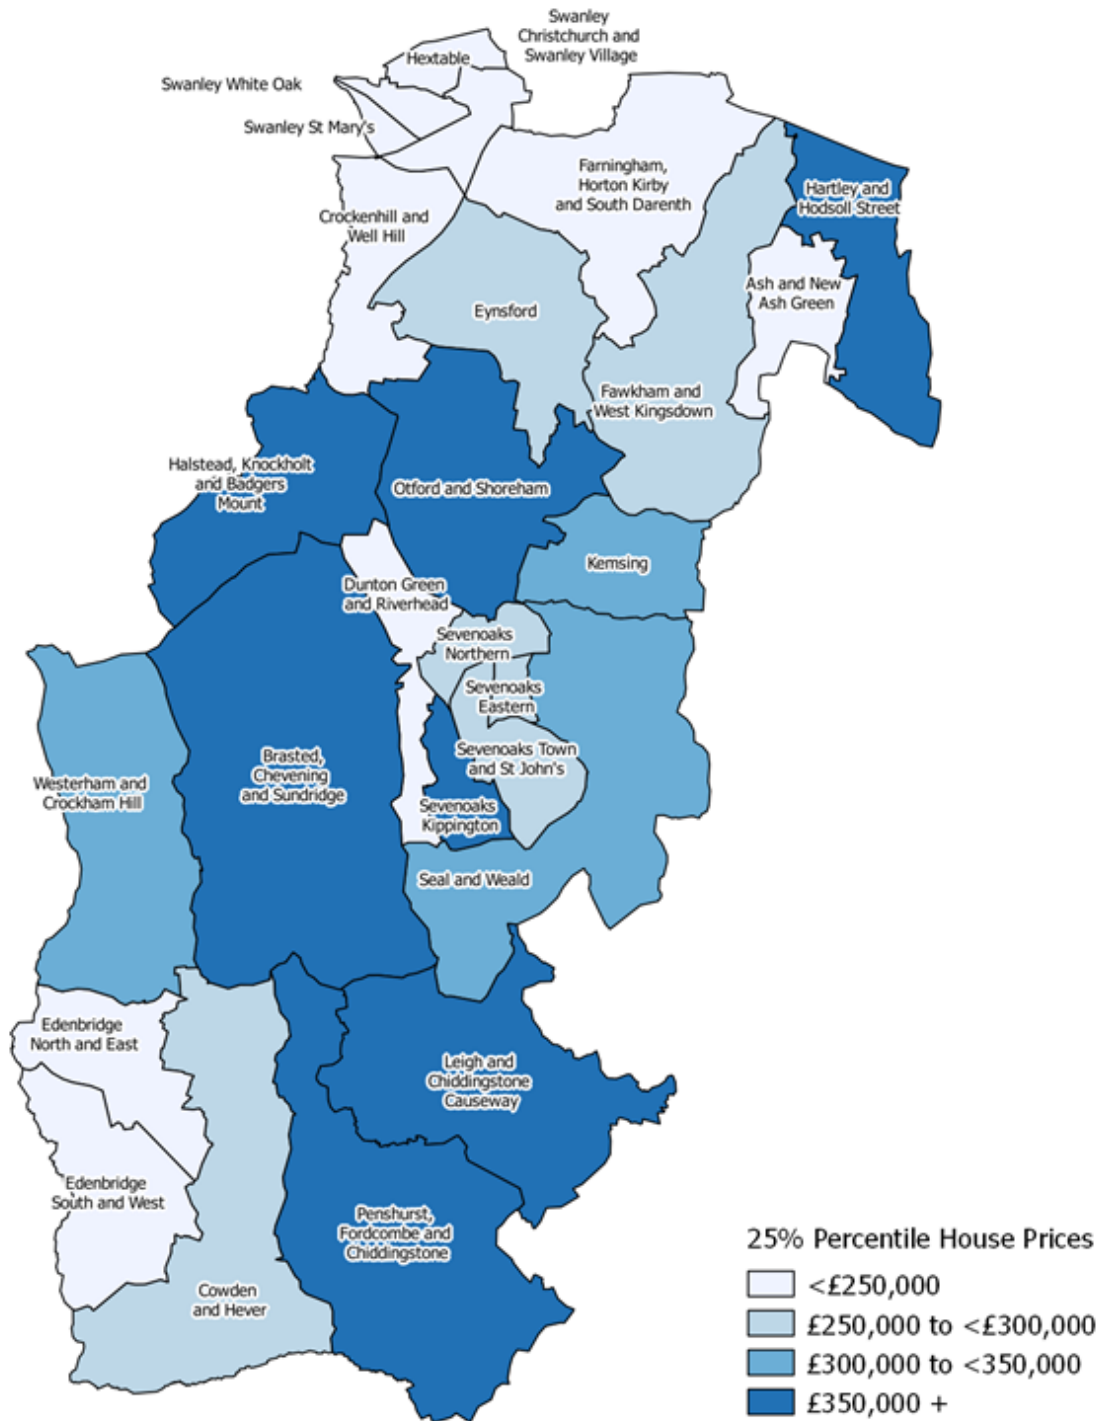 Swanley
Christchurch and
Swanley Village
Hextable
Swanley White Oak
Swanley St Mary's
Farningham,
Horton Kirby
and South Darenth
Hartley and
Hodsoll Street
Crockenhill and
Well Hill
Ash and New
Ash Green
Eynsford
Fawkham and
West Kingsdown
Halstead, Knockholt
and Badgers
Mount
Otford and Shoreham
Kemsing
Dunton Green
and Riverhead
Sevenoaks
Northern
Sevenoaks
Eastern
Sevenoaks Town
and St John's
Brasted,
Chevening
and Sundridge
Westerham and
Crockham Hill
Sevenoaks
Kippington
Seal and Weald
Edenbridge
North and East
Leigh and
Chiddingstone
Causeway
Edenbridge
South and West
Penshurst,
Fordcombe and
Chiddingstone
Cowden
and Hever
25% Percentile House Prices
<£250,000
£250,000 to <£300,000
£300,000 to <350,000
£350,000 +